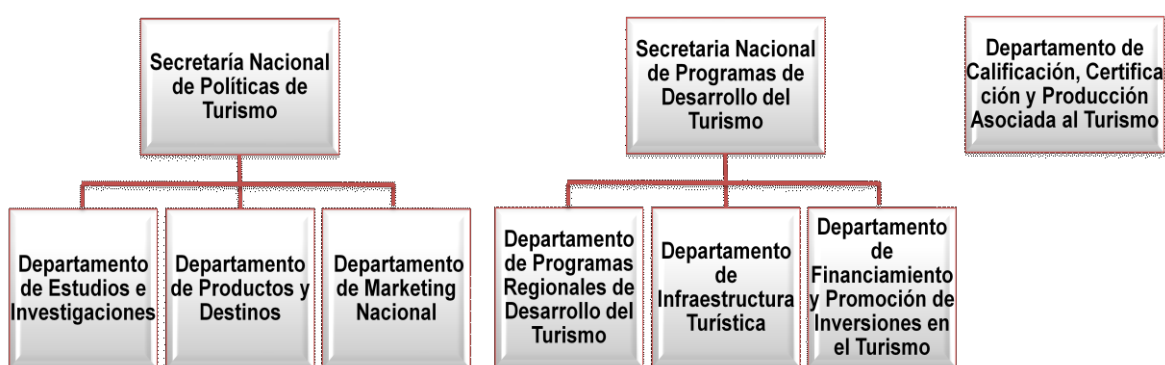 Secretaría Nacional
de Políticas de
Turismo
Secretaria Nacional
de Programas de
Desarrollo del
Turismo
Departamento de
Calificación, Certifica
ción y Producción
Asociada al Turismo
Departamento
de Estudios e
Investigaciones
Departamento
de Productos y
Destinos
Departamento
de Marketing
Nacional
Departamento
de Programas
Regionales de
Desarrollo del
Turismo
Departamento
de
Infraestructura
Turística
Departamento
de
Financiamiento
y Promoción de
Inversiones en
el Turismo